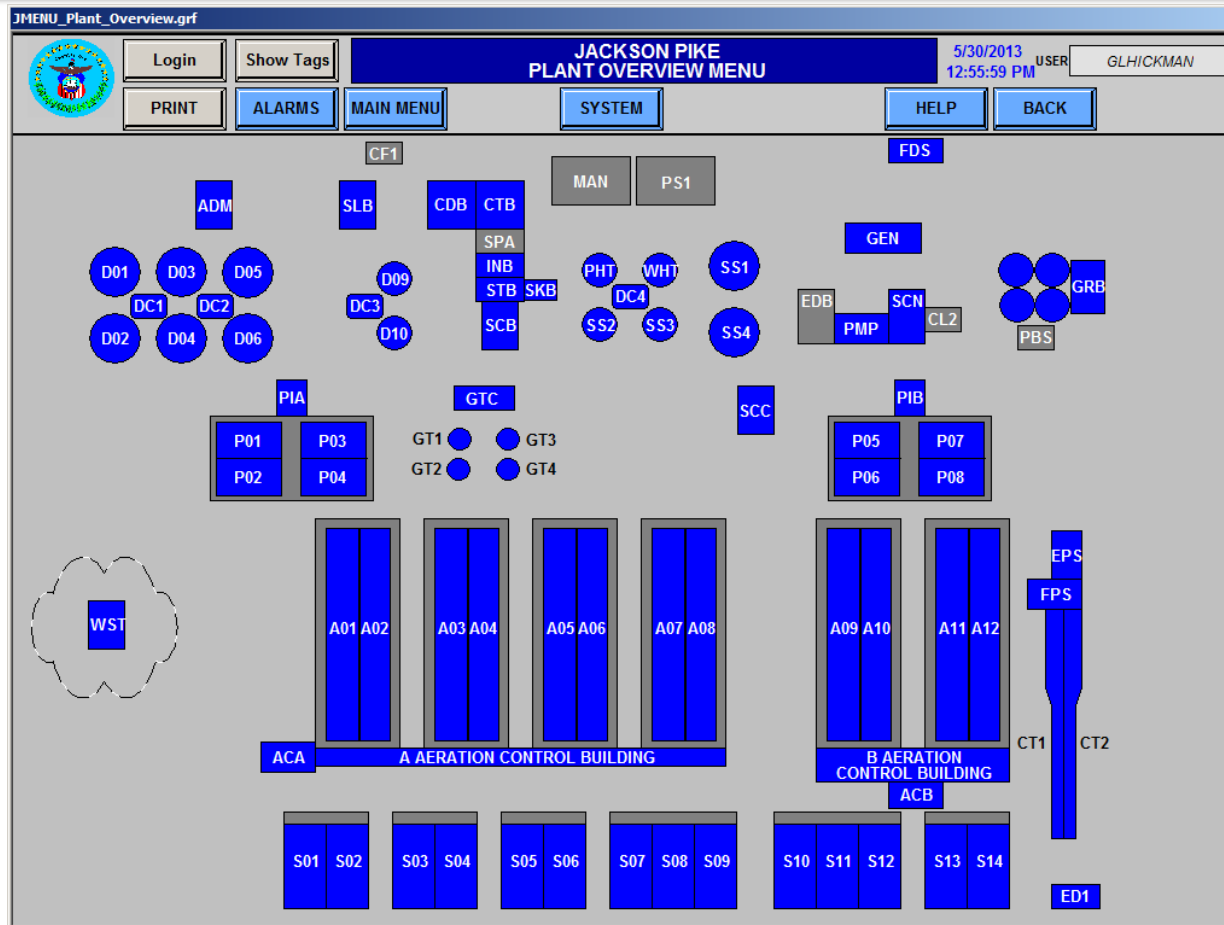 JMENU_Plant_Overview.grf
Login
Show Tags
JACKSON PIKE
PLANT OVERVIEW MENU
5/30/2013
12:55:59 PM
USER
GLHICKMAN
PRINT
ALARMS
MAIN MENU
SYSTEM
HELP
BACK
CF1
FDS
MAN
PS1
ADM
SLB
CDB
CTB
SPA
GEN
INB
D01
D03
D05
D09
STB
SKB
PHT
WHT
SS1
GRB
DC1
DC2
DC3
DC4
EDB
SCN
CL2
D02
D04
D06
D10
SCB
SS2
SS3
SS4
PMP
PBS
PIA
GTC
SCC
PIB
P01
P03
GT1
GT3
P05
P07
P02
P04
GT2
GT4
P06
P08
EPS
FPS
WST
A01
A02
A03
A04
A05
A06
A07
A08
A09
A10
A11
A12
CT1
CT2
ACA
A AERATION CONTROL BUILDING
B AERATION
CONTROL BUILDING
ACB
S01
S02
S03
S04
S05
S06
S07
S08
S09
S10
S11
S12
S13
S14
ED1